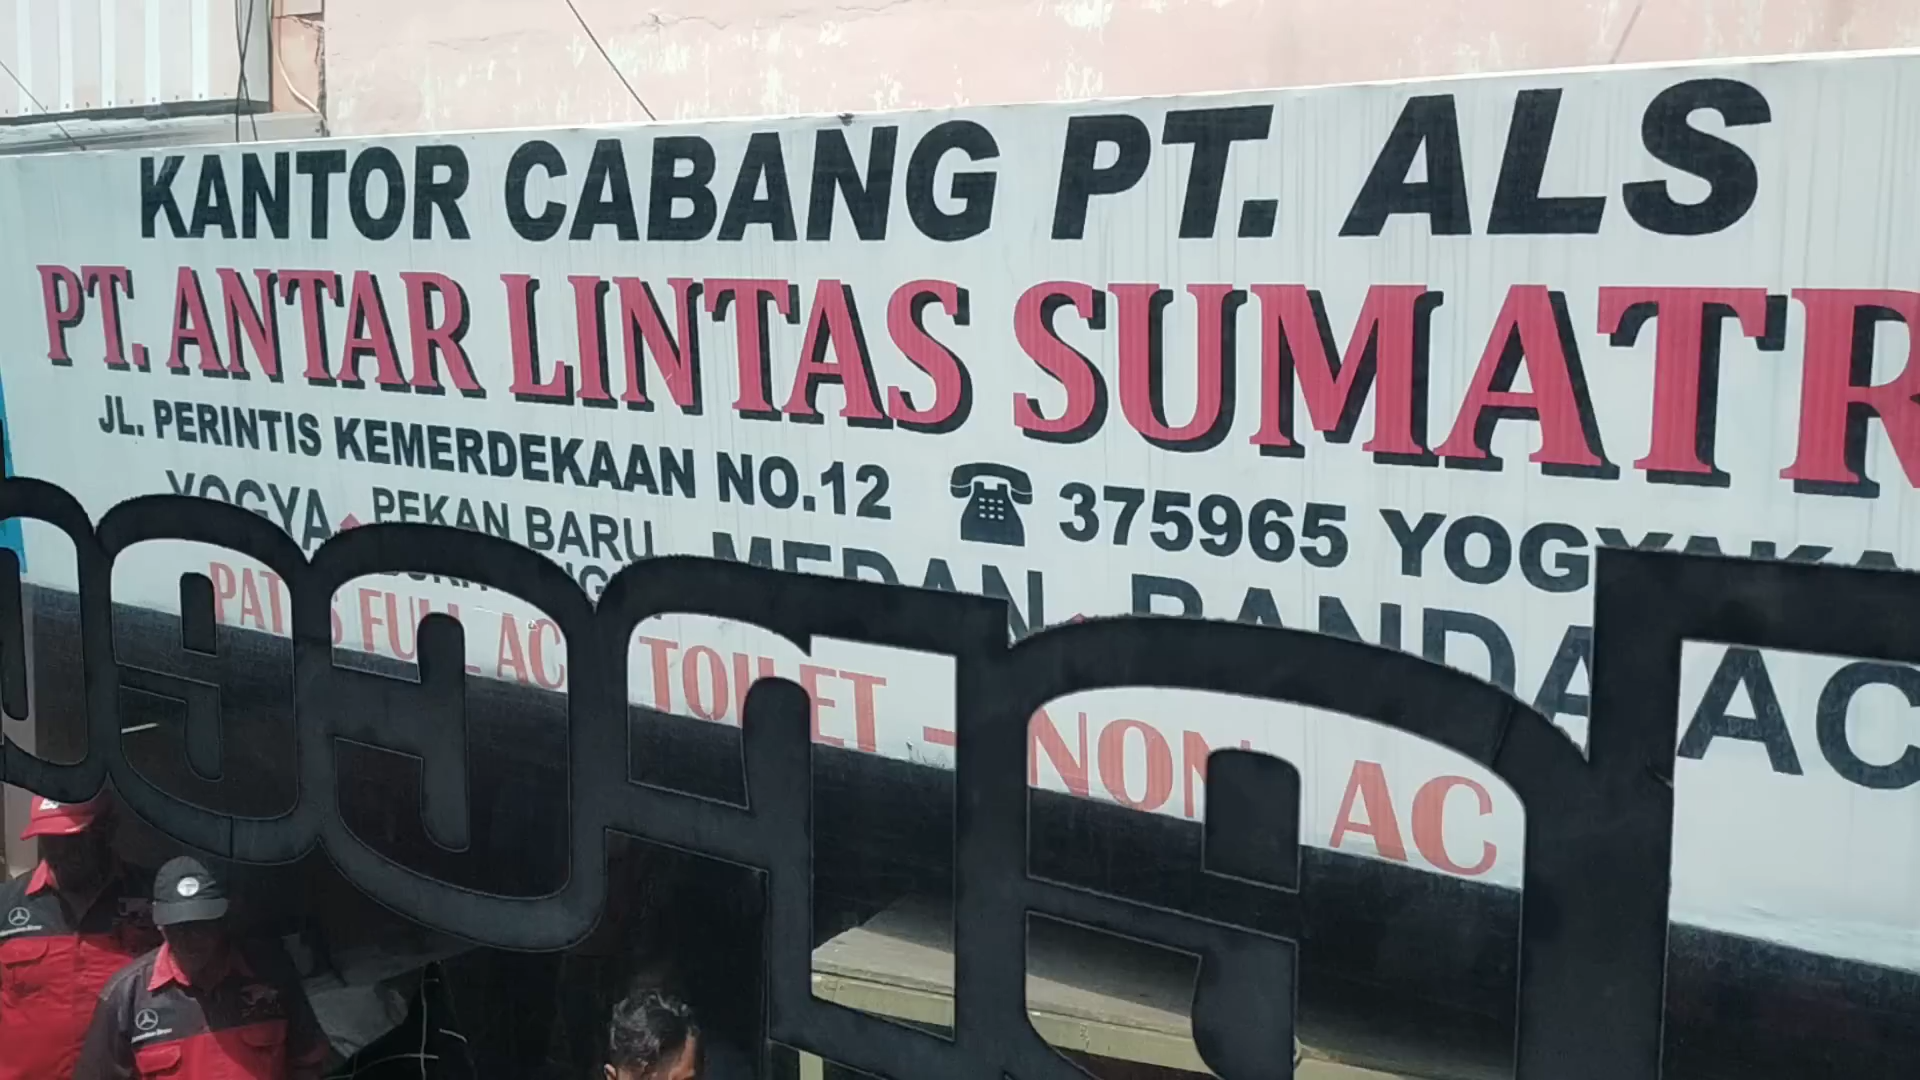 KANTOR CABANG PT. ALS
PT. ANTAR LINTAS SUMATR
JL. PERINTIS KEMERDEKAAN NO.12 375965 YOGYAKA
YOGYA PEKAN BARU MEDAN BANDA AC
FULL AC TOILET - NON AC